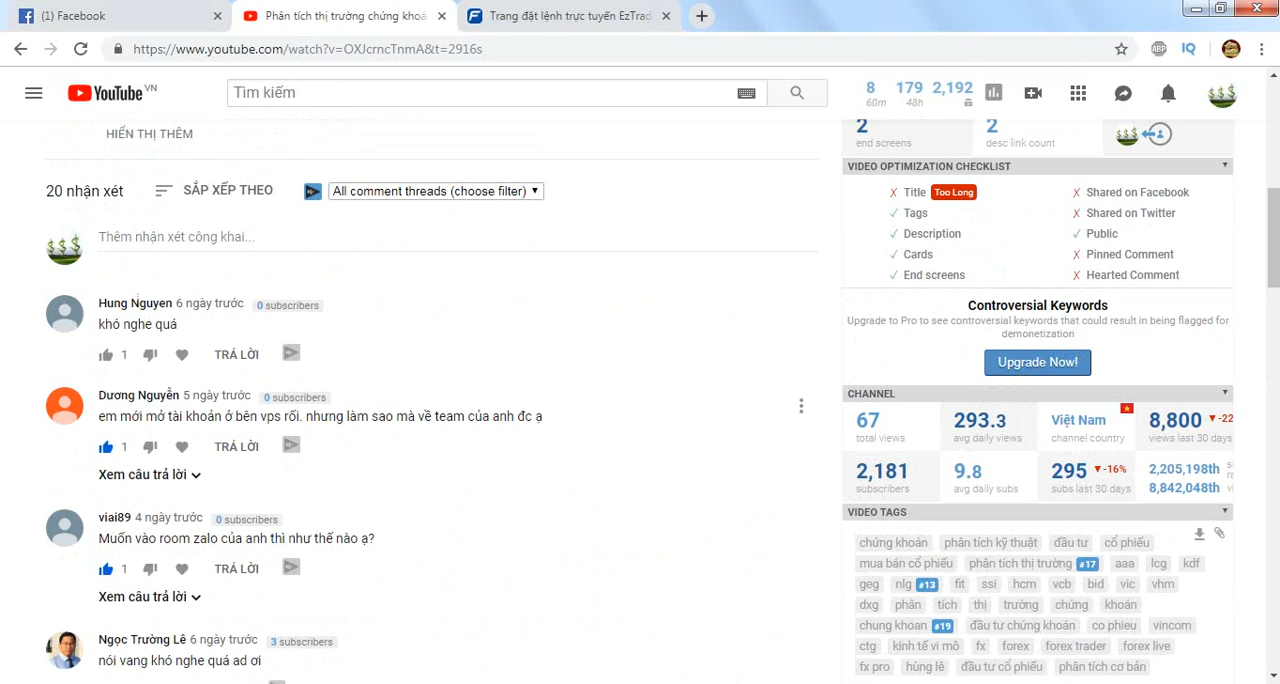 (1) Facebook
Phân tích thị trường chứng khoá
Trang đặt lệnh trực tuyến EzTrad
https://www.youtube.com/watch?v=OXJcrncTnmA&t=2916s
ABP
IQ
YouTube VN
Tìm kiếm
8 179 2,192
60m 48h
HIỂN THỊ THÊM
20 nhận xét
SẮP XẾP THEO
All comment threads (choose filter)
Thêm nhận xét công khai...
Hung Nguyen 6 ngày trước 0 subscribers
khó nghe quá
1 TRẢ LỜI
Dương Nguyễn 5 ngày trước 0 subscribers
m mới mở tài khoản ở bên vps rồi. nhưng làm sao mà về team của anh đc ạ
1 TRẢ LỜI
Xem câu trả lời
viai89 4 ngày trước 0 subscribers
Muốn vào room zalo của anh thì như thế nào ạ?
1 TRẢ LỜI
Xem câu trả lời
Ngọc Trường Lê 6 ngày trước 3 subscribers
nói vang khó nghe quá ad ơi
2 2
end screens desc link count
VIDEO OPTIMIZATION CHECKLIST
X Title Too Long X Shared on Facebook
✓ Tags X Shared on Twitter
✓ Description ✓ Public
✓ Cards X Pinned Comment
✓ End screens X Hearted Comment
Controversial Keywords
Upgrade to Pro to see controversial keywords that could result in being flagged for
demonetization
Upgrade Now!
CHANNEL
67 293.3 Việt Nam 8,800 ▼-22
total views avg daily views channel country views last 30 days
2,181 9.8 295 ▼-16% 2,205,198th
subscribers avg daily subs subs last 30 days 8,842,048th
VIDEO TAGS
chứng khoán phân tích kỹ thuật đầu tư cổ phiếu
mua bán cổ phiếu phân tích thị trường #17 aaa lcg kdf
geg nlg #13 fit ssi hcm vcb bid vic vhm
dxg phân tích thị trường chứng khoán
chung khoan #19 đầu tư chứng khoán co phieu vincom
ctg kinh tế vi mô fx forex forex trader forex live
fx pro hùng lê đầu tư cổ phiếu phân tích cơ bản